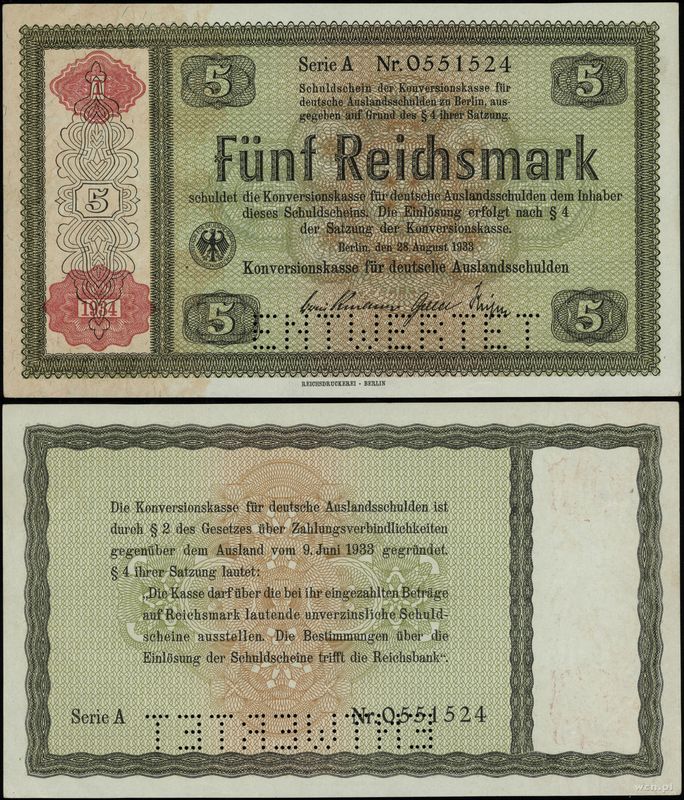 5
Serie A Nr. 0551524
5
Schuldschein der Konversionskasse für
deutsche Auslandsschulden zu Berlin, aus-
gegeben auf Grund des § 4 ihrer Satzung.
Fünf Reichsmark
schuldet die Konversionskasse für deutsche Auslandsschulden dem Inhaber
dieses Schuldscheins. Die Einlösung erfolgt nach § 4
der Satzung der Konversionskasse.
Berlin, den 28. August 1933
Konversionskasse für deutsche Auslandsschulden
5
1934
5
5
ENTWERTET
REICHSDRUCKEREI - BERLIN
Die Konversionskasse für deutsche Auslandsschulden ist
durch § 2 des Gesetzes über Zahlungsverbindlichkeiten
gegenüber dem Ausland vom 9. Juni 1933 gegründet.
§ 4 ihrer Satzung lautet:
„Die Kasse darf über die bei ihr eingezahlten Beträge
auf Reichsmark lautende unverzinsliche Schuld-
scheine ausstellen. Die Bestimmungen über die
Einlösung der Schuldscheine trifft die Reichsbank“.
Serie A Nr. 0551524
ENTWERTET
wcn.pl